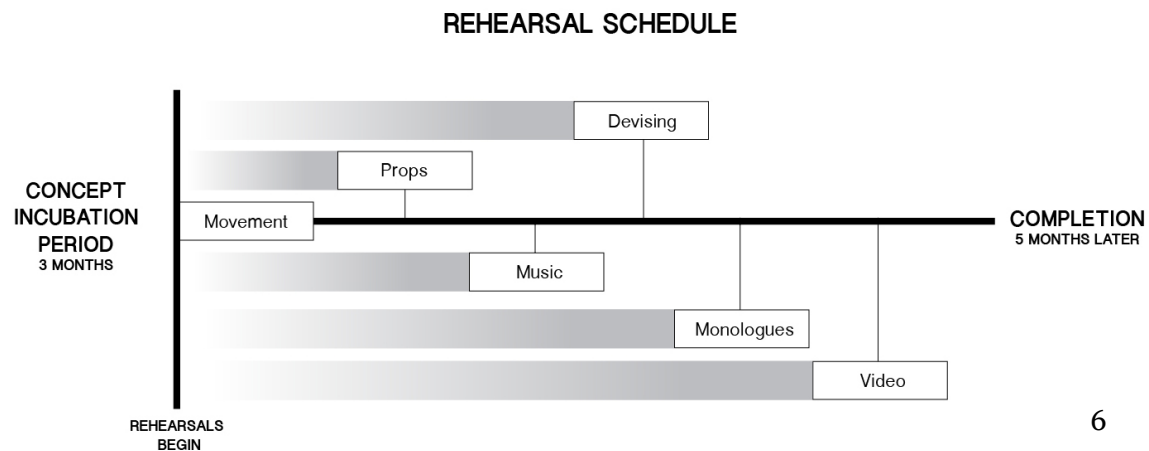 REHEARSAL SCHEDULE
Devising
Props
CONCEPT
INCUBATION
PERIOD
3 MONTHS
Movement
COMPLETION
5 MONTHS LATER
Music
Monologues
Video
REHEARSALS
BEGIN
6